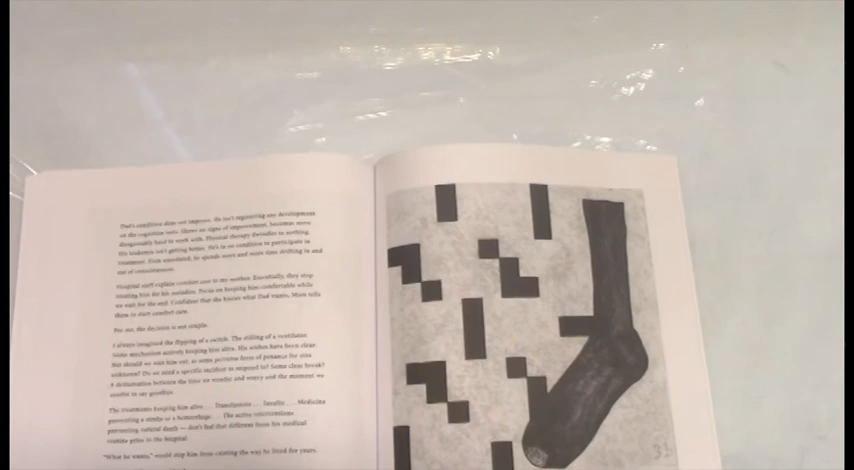 Dad's condition does not improve. He isn't registering any development
on the cognitive tests. Shows no signs of improvement, becomes more
disagreeably hard to work with. Physical therapy dwindles to nothing.
His leukemia isn't getting better. He's in no condition to participate in
treatment. Even unsedated, he spends more and more time drifting in and
out of consciousness.
Hospital staff explain comfort care to my mother. Essentially, they stop
treating him for his maladies. Focus on keeping him comfortable while
we wait for the end. Confident that she knows what Dad wants, Mom tells
them to start comfort care.
For me, the decision is not simple.
I always imagined the flipping of a switch. The stilling of a ventilator.
Some mechanism actively keeping him alive. His wishes have been clear.
But should we wait him out, as some perverse form of penance for sins
unknown? Do we need a specific incident to respond to? Some clear break?
A demarcation between the time we wonder and worry and the moment we
resolve to say goodbye.
The treatments keeping him alive . . . Transfusions . . . Insulin . . . Medicine
preventing a stroke or a hemorrhage . . . The active interventions
preventing natural death — don't feel that different from his medical
routine prior to the hospital.
"What he wants," would stop him from existing the way he lived for years.
31